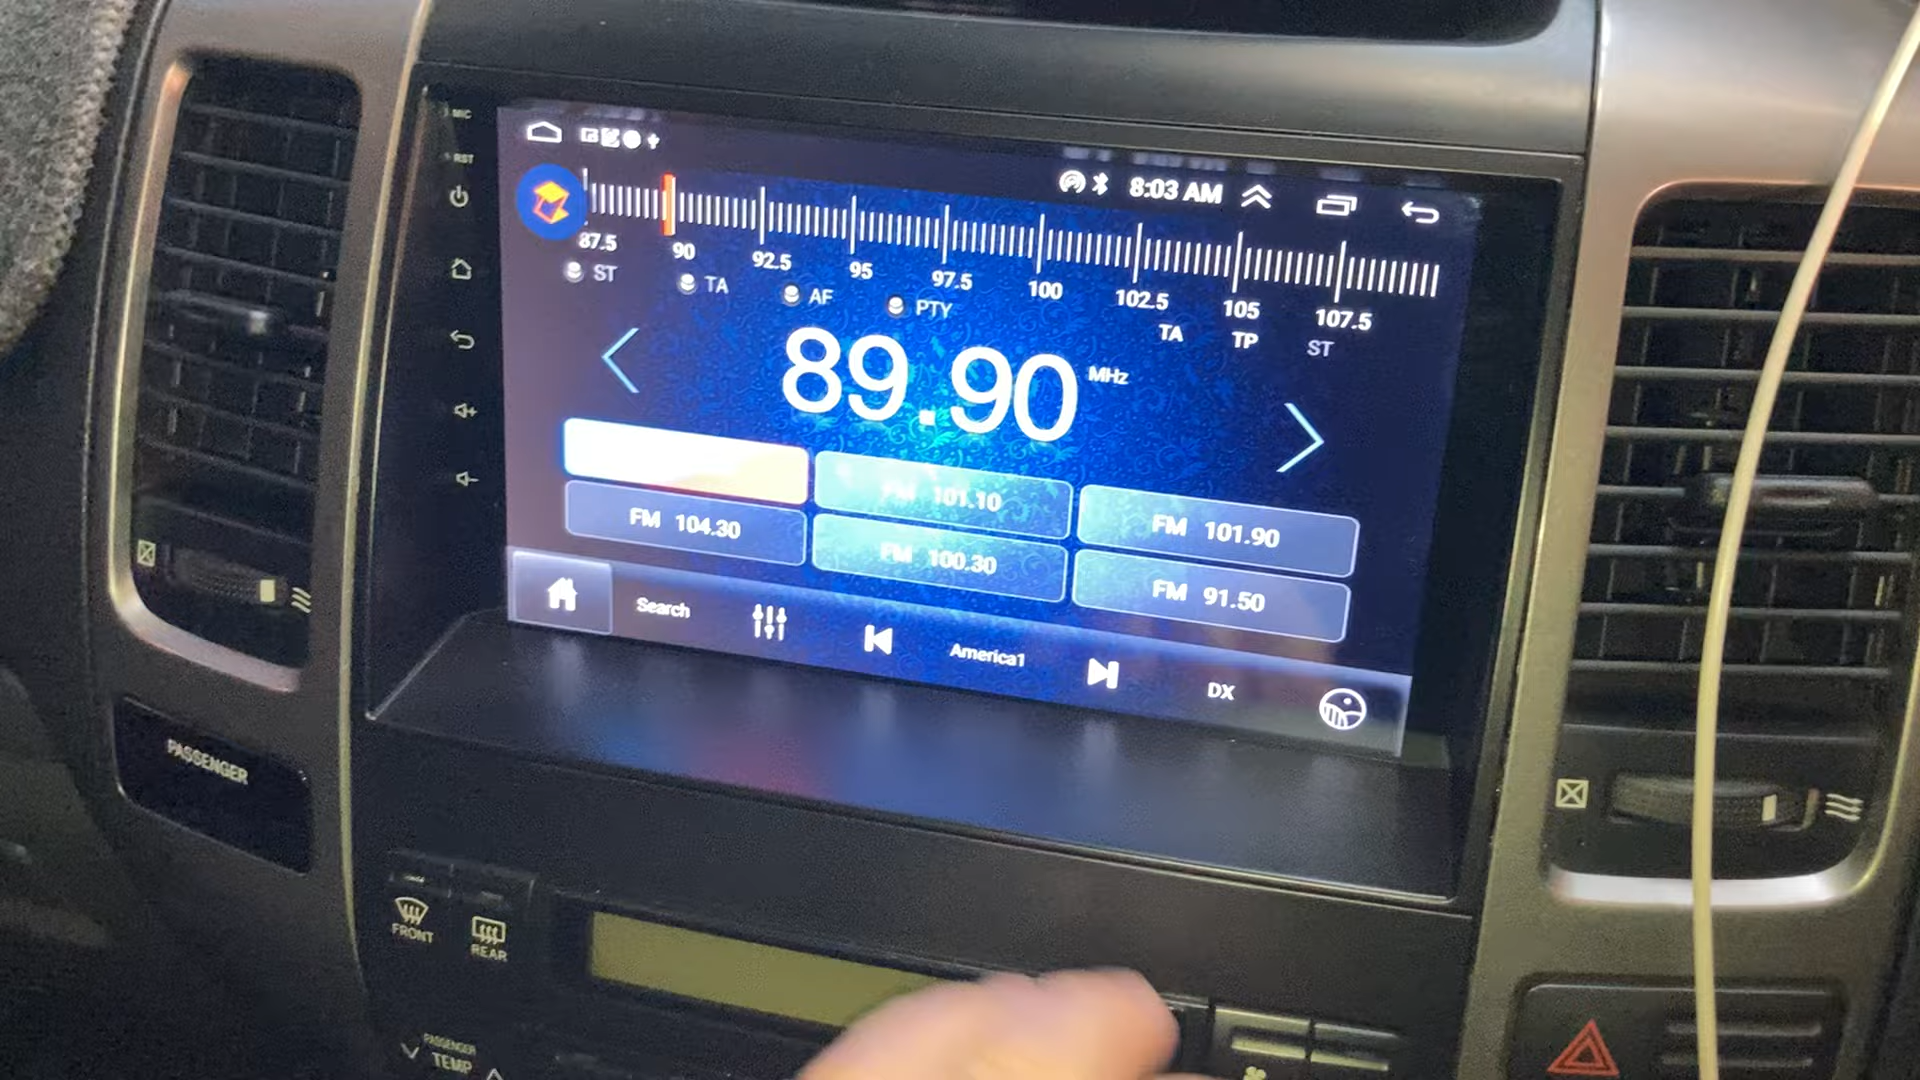 MIC
RST
8:03 AM
87.5 90 92.5 95 97.5 100 102.5 105 107.5
ST TA AF PTY
TA TP ST
89.90 MHz
FM 101.10
FM 101.90
FM 104.30
FM 100.30
FM 91.50
Search
America1
DX
PASSENGER
FRONT
REAR
PASSENGER
TEMP